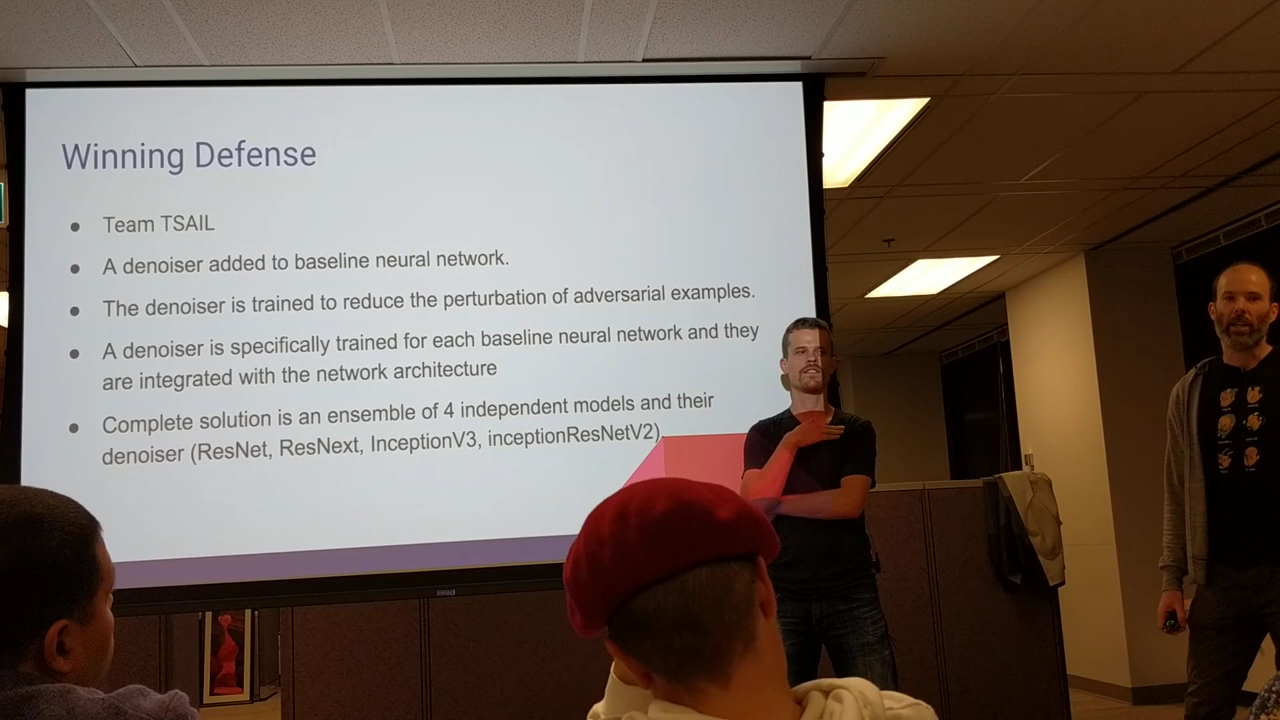 Winning Defense
● Team TSAIL
● A denoiser added to baseline neural network.
● The denoiser is trained to reduce the perturbation of adversarial examples.
● A denoiser is specifically trained for each baseline neural network and they
are integrated with the network architecture
● Complete solution is an ensemble of 4 independent models and their
denoiser (ResNet, ResNext, InceptionV3, inceptionResNetV2)